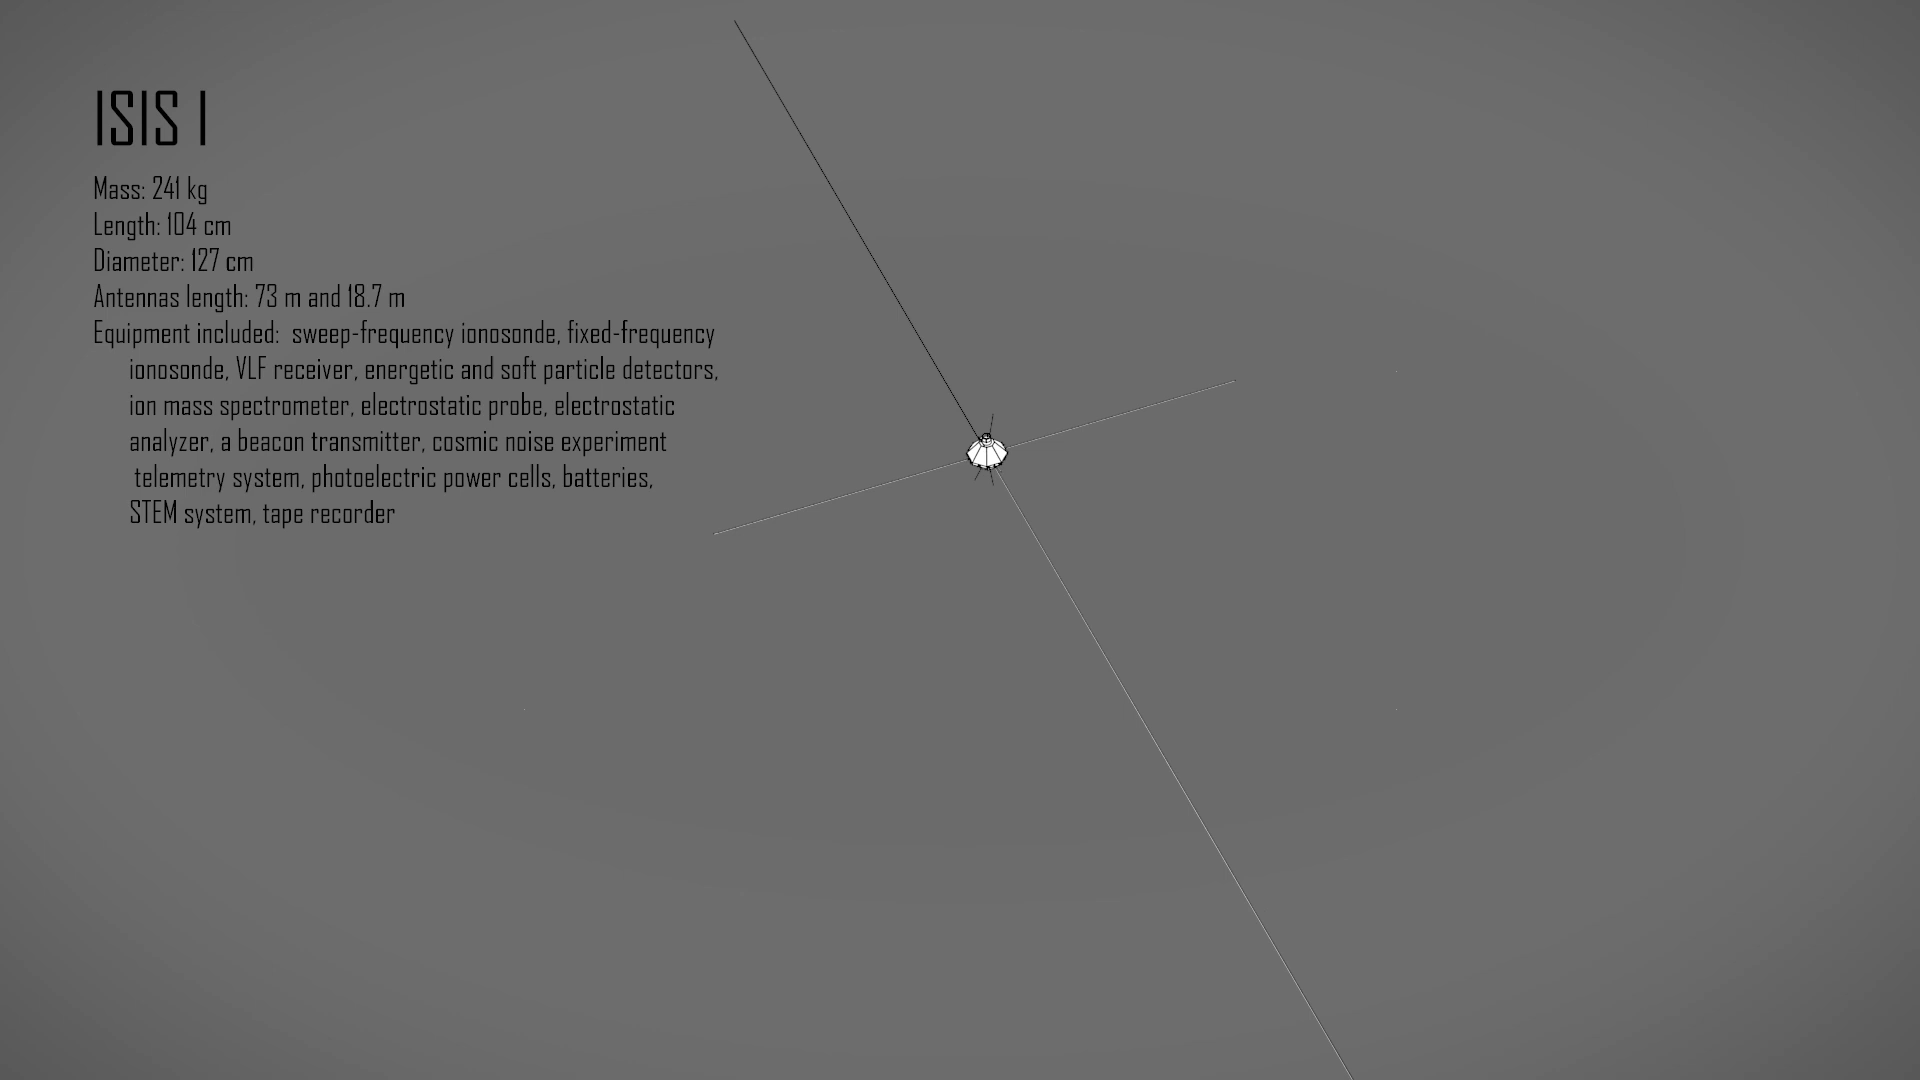 ISIS I
Mass: 241 kg
Length: 104 cm
Diameter: 127 cm
Antennas length: 73 m and 18.7 m
Equipment included:  sweep-frequency ionosonde, fixed-frequency
ionosonde, VLF receiver, energetic and soft particle detectors,
ion mass spectrometer, electrostatic probe, electrostatic
analyzer, a beacon transmitter, cosmic noise experiment
telemetry system, photoelectric power cells, batteries,
STEM system, tape recorder